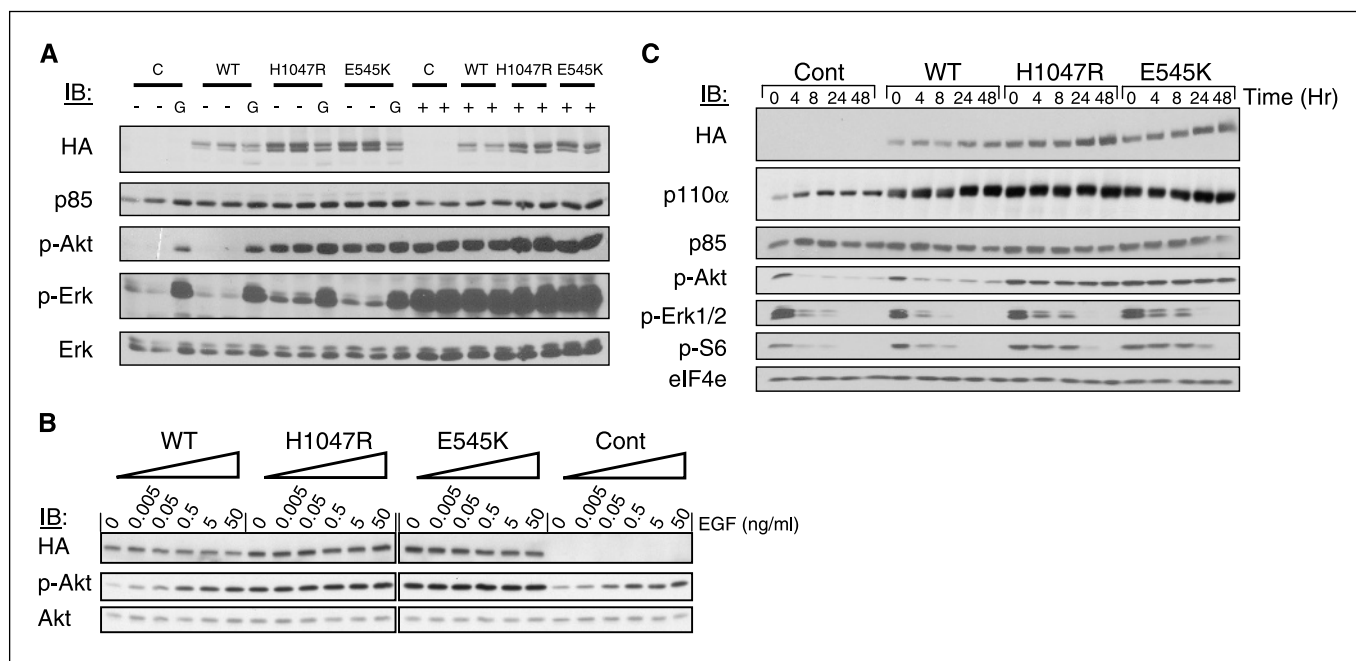 A
C WT H1047R E545K C WT H1047R E545K
IB: - - G - - G - - G - - G + + + + + + + +
HA
p85
p-Akt
p-Erk
Erk
B
WT H1047R E545K Cont
IB: 0 0.005 0.05 0.5 5 50 0 0.005 0.05 0.5 5 50 0 0.005 0.05 0.5 5 50 0 0.005 0.05 0.5 5 50 EGF (ng/ml)
HA
p-Akt
Akt
C
Cont WT H1047R E545K
IB: 0 4 8 24 48 0 4 8 24 48 0 4 8 24 48 0 4 8 24 48 Time (Hr)
HA
p110α
p85
p-Akt
p-Erk1/2
p-S6
eIF4e